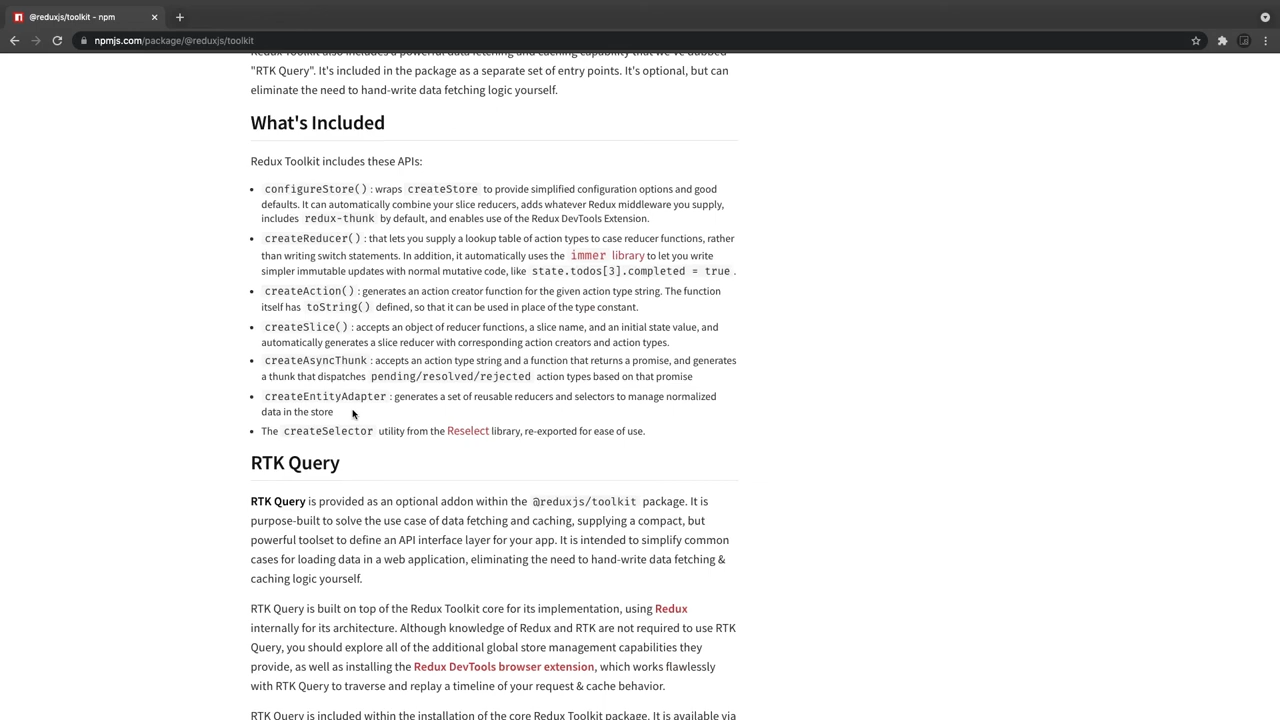 @reduxjs/toolkit - npm
npmjs.com/package/@reduxjs/toolkit
Redux Toolkit also includes a powerful data fetching and caching capability that we've dubbed
"RTK Query". It's included in the package as a separate set of entry points. It's optional, but can
eliminate the need to hand-write data fetching logic yourself.
What's Included
Redux Toolkit includes these APIs:
configureStore() : wraps createStore to provide simplified configuration options and good
defaults. It can automatically combine your slice reducers, adds whatever Redux middleware you supply,
includes redux-thunk by default, and enables use of the Redux DevTools Extension.
createReducer() : that lets you supply a lookup table of action types to case reducer functions, rather
than writing switch statements. In addition, it automatically uses the immer library to let you write
simpler immutable updates with normal mutative code, like state.todos[3].completed = true .
createAction() : generates an action creator function for the given action type string. The function
itself has toString() defined, so that it can be used in place of the type constant.
createSlice() : accepts an object of reducer functions, a slice name, and an initial state value, and
automatically generates a slice reducer with corresponding action creators and action types.
createAsyncThunk : accepts an action type string and a function that returns a promise, and generates
a thunk that dispatches pending/resolved/rejected action types based on that promise
createEntityAdapter : generates a set of reusable reducers and selectors to manage normalized
data in the store
The createSelector utility from the Reselect library, re-exported for ease of use.
RTK Query
RTK Query is provided as an optional addon within the @reduxjs/toolkit package. It is
purpose-built to solve the use case of data fetching and caching, supplying a compact, but
powerful toolset to define an API interface layer for your app. It is intended to simplify common
cases for loading data in a web application, eliminating the need to hand-write data fetching &
caching logic yourself.
RTK Query is built on top of the Redux Toolkit core for its implementation, using Redux
internally for its architecture. Although knowledge of Redux and RTK are not required to use RTK
Query, you should explore all of the additional global store management capabilities they
provide, as well as installing the Redux DevTools browser extension, which works flawlessly
with RTK Query to traverse and replay a timeline of your request & cache behavior.
RTK Query is included within the installation of the core Redux Toolkit package. It is available via